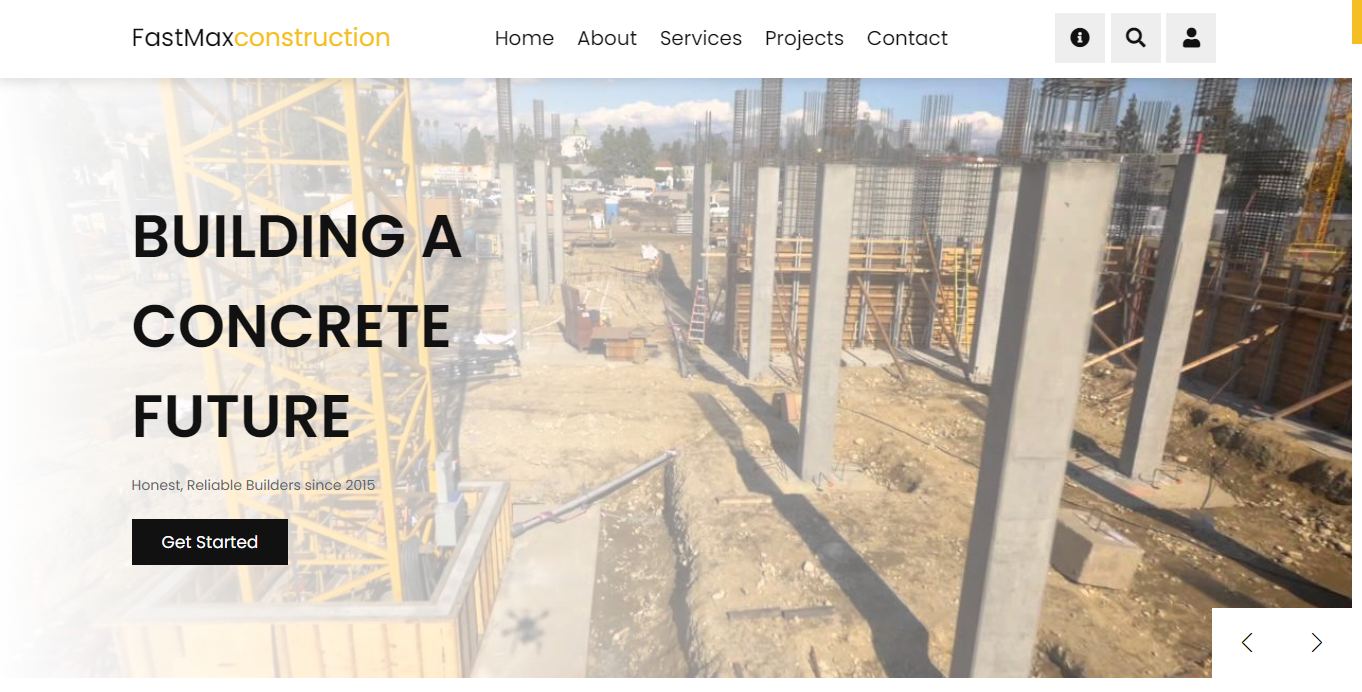 FastMaxconstruction
Home About Services Projects Contact
BUILDING A
CONCRETE
FUTURE
Honest, Reliable Builders since 2015
Get Started